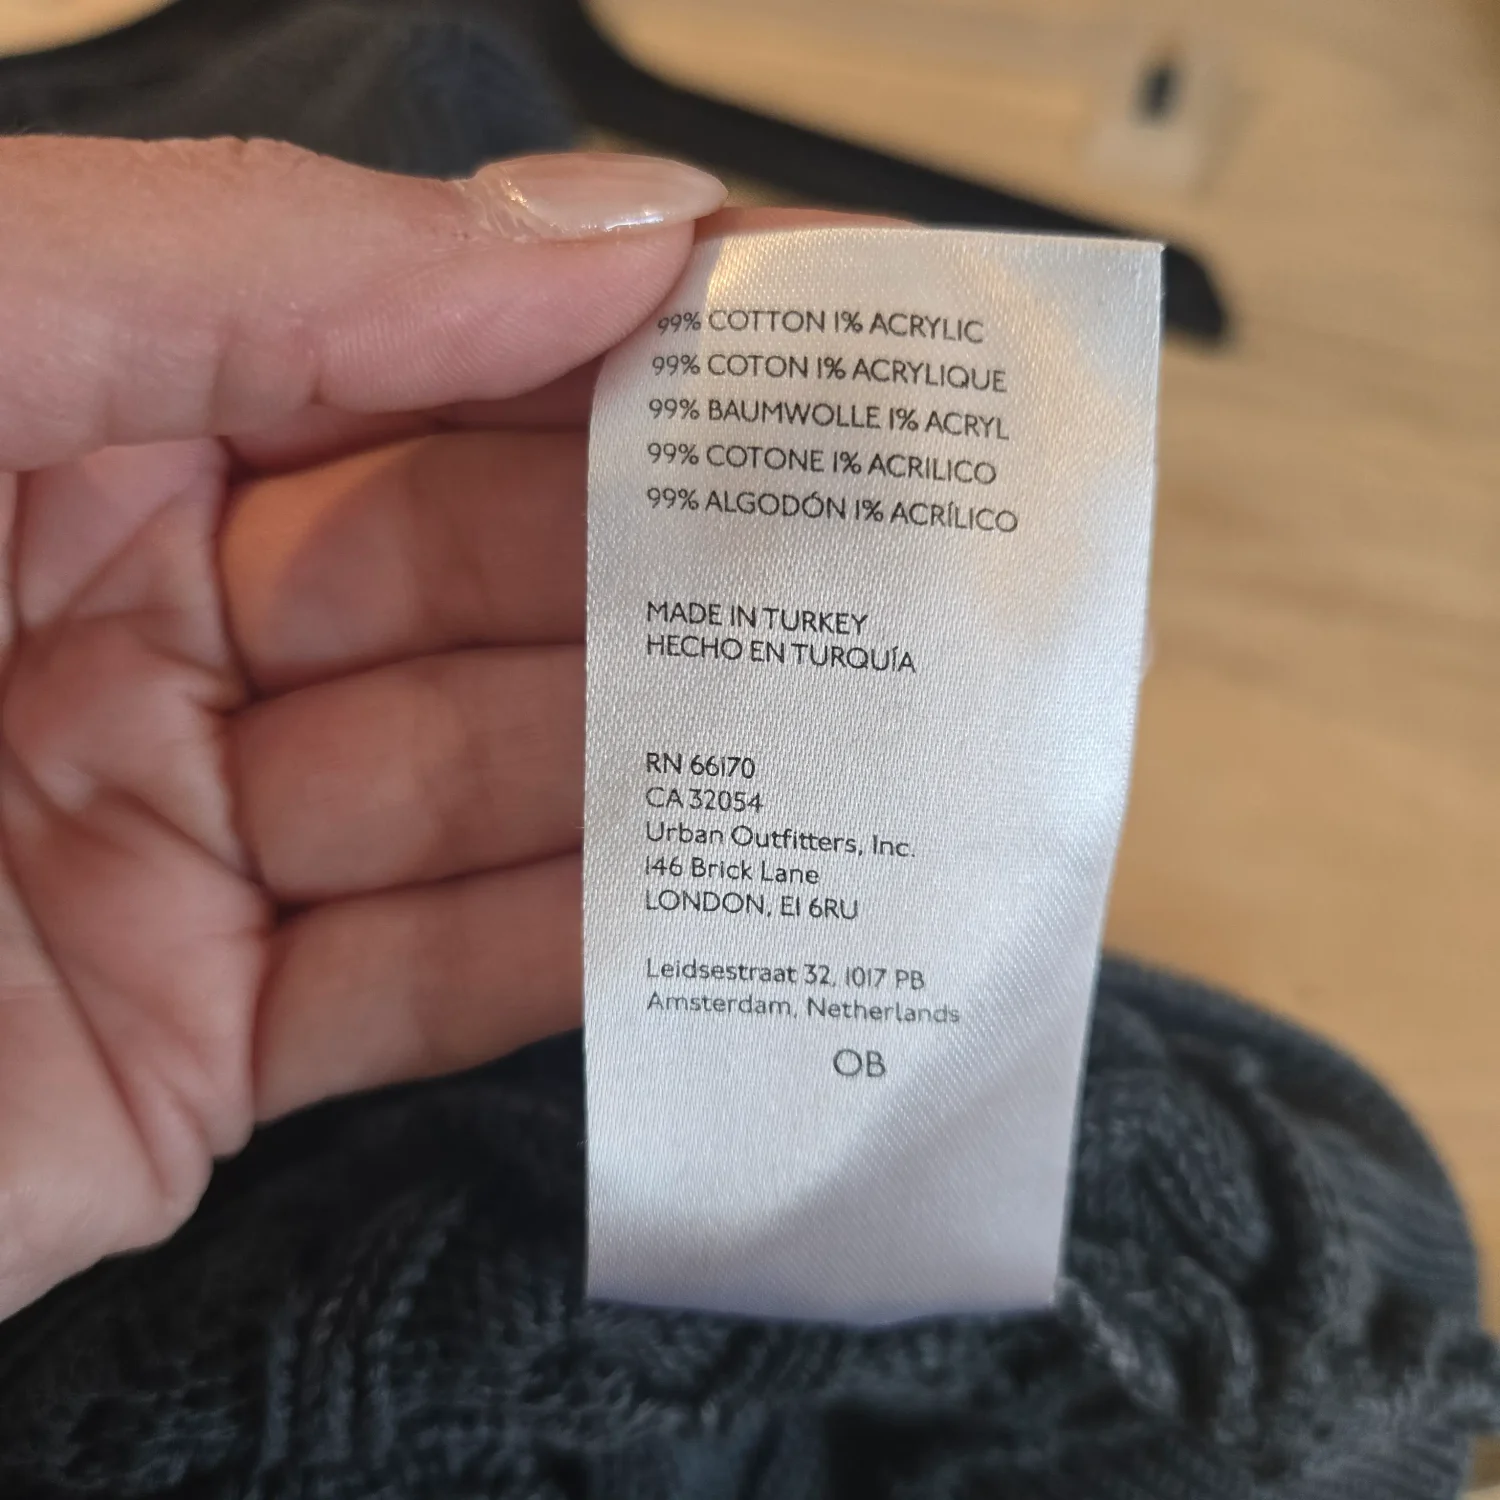 99% COTTON 1% ACRYLIC
99% COTON 1% ACRYLIQUE
99% BAUMWOLLE 1% ACRYL
99% COTONE 1% ACRILICO
99% ALGODÓN 1% ACRÍLICO
MADE IN TURKEY
HECHO EN TURQUÍA
RN 66170
CA 32054
Urban Outfitters, Inc.
146 Brick Lane
LONDON, E1 6RU
Leidsestraat 32, 1017 PB
Amsterdam, Netherlands
OB